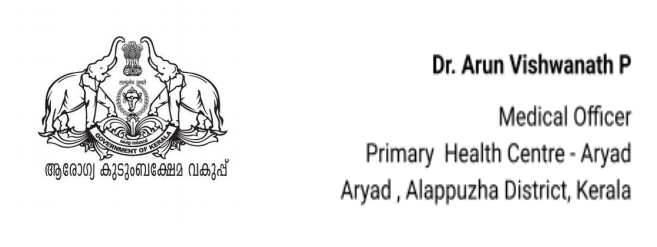 GOVERNMENT OF KERALA
ആരോഗ്യ കുടുംബക്ഷേമ വകുപ്പ്
Dr. Arun Vishwanath P
Medical Officer
Primary Health Centre - Aryad
Aryad , Alappuzha District, Kerala